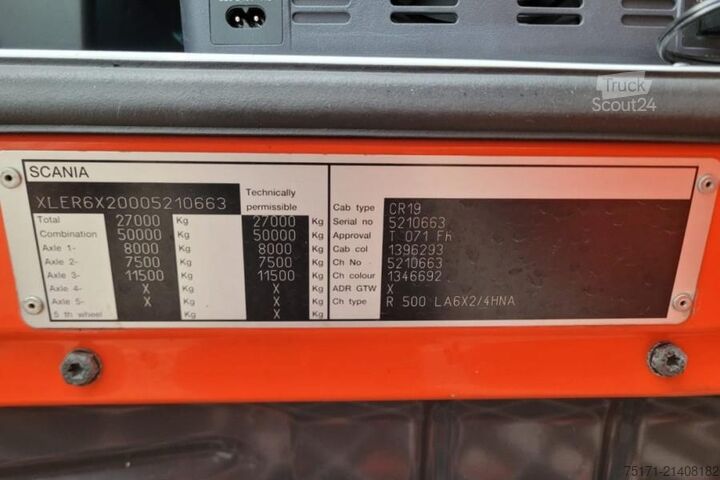 Truck
Scout24
SCANIA
XLER6X20005210663
Technically
permissible
Total 27000 Kg 27000 Kg
Combination 50000 Kg 50000 Kg
Axle 1- 8000 Kg 8000 Kg
Axle 2- 7500 Kg 7500 Kg
Axle 3- 11500 Kg 11500 Kg
Axle 4- X Kg X Kg
Axle 5- X Kg X Kg
5 th wheel Kg X Kg
Cab type CR19
Serial no 5210663
Approval T 071
Cab col 1396293
Ch No 5210663
Ch colour 1346692
ADR GTW X
Ch type R 500 LA6X2/4HNA
75171-21408182